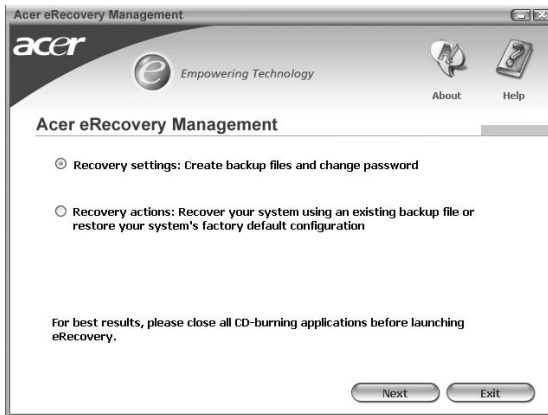 Acer eRecovery Management
acer
e Empowering Technology
About Help
Acer eRecovery Management
Recovery settings: Create backup files and change password
Recovery actions: Recover your system using an existing backup file or
restore your system's factory default configuration
For best results, please close all CD-burning applications before launching
eRecovery.
Next Exit